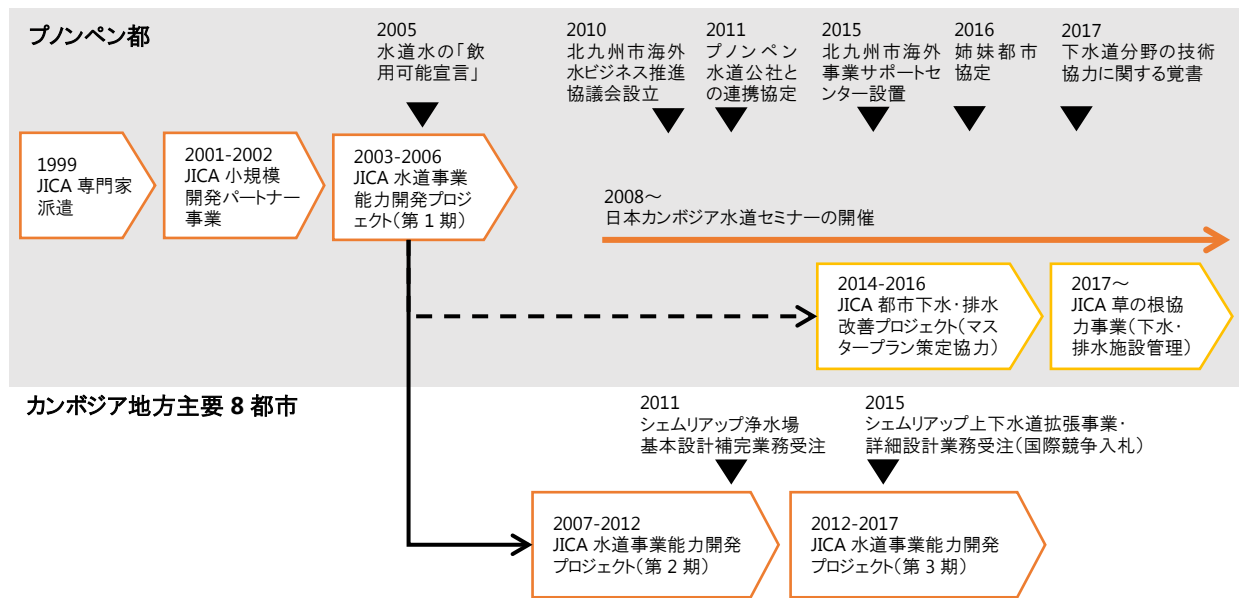 プノンペン都
2005
水道水の「飲
用可能宣言」
2010
北九州市海外
水ビジネス推進
協議会設立
2011
プノンペン
水道公社と
の連携協定
2015
北九州市海外
事業サポートセ
ンター設置
2016
姉妹都市
協定
2017
下水道分野の技術
協力に関する覚書
1999
JICA 専門家
派遣
2001-2002
JICA 小規模
開発パートナー
事業
2003-2006
JICA 水道事業
能力開発プロジ
ェクト(第 1 期)
2008～
日本カンボジア水道セミナーの開催
2014-2016
JICA 都市下水・排水
改善プロジェクト(マス
タープラン策定協力)
2017～
JICA 草の根協
力事業(下水・
排水施設管理)
カンボジア地方主要 8 都市
2011
シェムリアップ浄水場
基本設計補完業務受注
2015
シェムリアップ上下水道拡張事業・
詳細設計業務受注(国際競争入札)
2007-2012
JICA 水道事業能力開発
プロジェクト(第 2 期)
2012-2017
JICA 水道事業能力開発
プロジェクト(第 3 期)